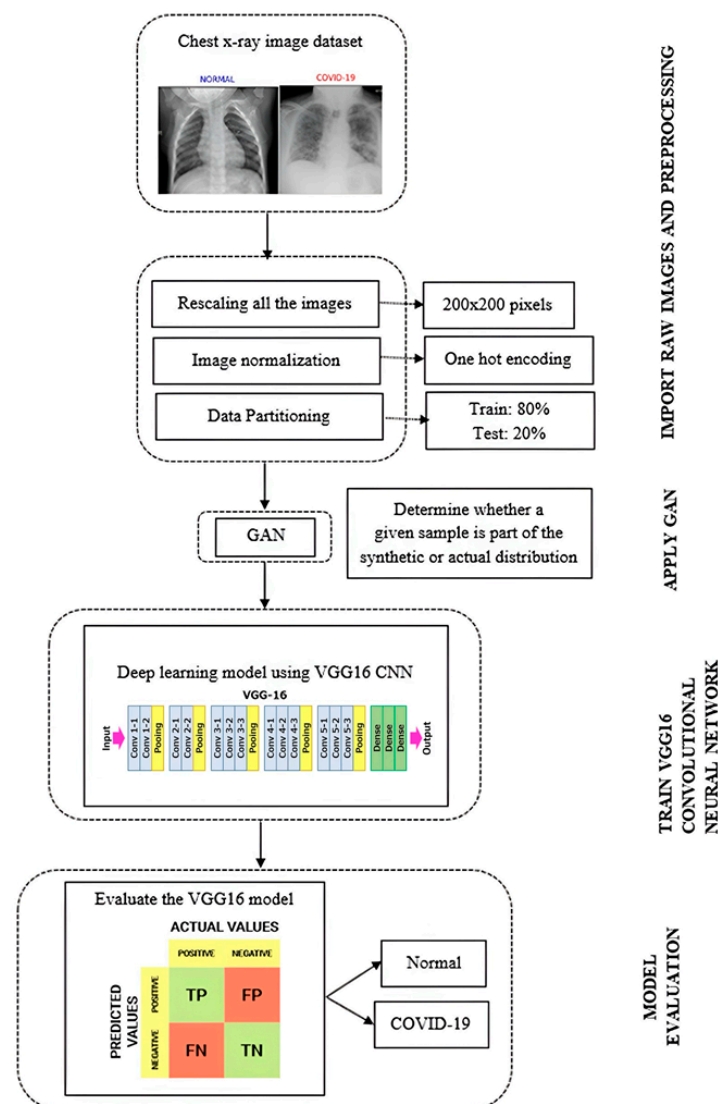 Chest x-ray image dataset
NORMAL
COVID-19
Rescaling all the images
200x200 pixels
Image normalization
One hot encoding
Data Partitioning
Train: 80%
Test: 20%
IMPORT RAW IMAGES AND PREPROCESSING
GAN
Determine whether a
given sample is part of the
synthetic or actual distribution
APPLY GAN
Deep learning model using VGG16 CNN
VGG-16
Input
Conv 1-1
Conv 1-2
Pooing
Conv 2-1
Conv 2-2
Pooing
Conv 3-1
Conv 3-2
Conv 3-3
Pooing
Conv 4-1
Conv 4-2
Conv 4-3
Pooing
Conv 5-1
Conv 5-2
Conv 5-3
Pooing
Dense
Dense
Dense
Output
TRAIN VGG16
CONVOLUTIONAL
NEURAL NETWORK
Evaluate the VGG16 model
ACTUAL VALUES
POSITIVE
NEGATIVE
PREDICTED
VALUES
POSITIVE
TP
FP
NEGATIVE
FN
TN
Normal
COVID-19
MODEL
EVALUATION